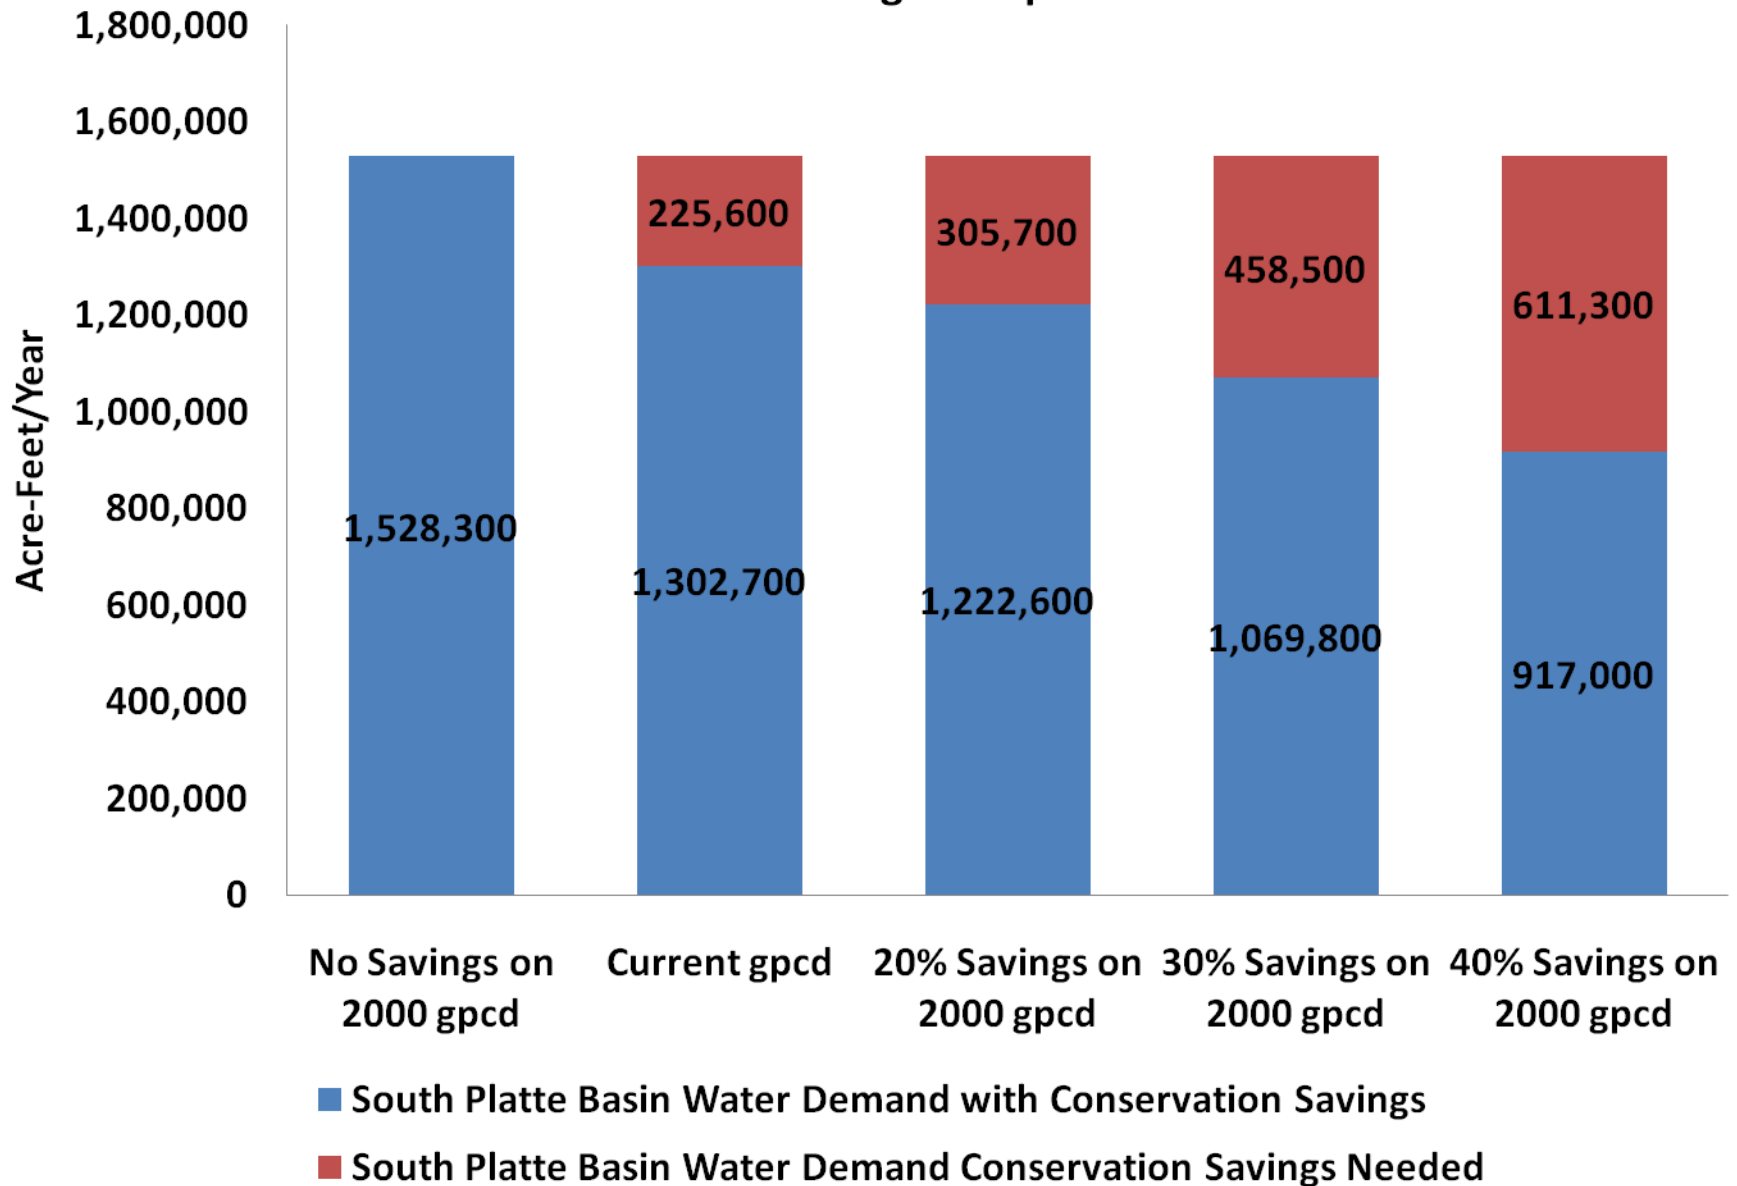 1,800,000
1,600,000
1,400,000
1,200,000
1,000,000
800,000
600,000
400,000
200,000
0
Acre-Feet/Year
1,528,300
225,600
1,302,700
305,700
1,222,600
458,500
1,069,800
611,300
917,000
No Savings on
2000 gpcd
Current gpcd
20% Savings on
2000 gpcd
30% Savings on
2000 gpcd
40% Savings on
2000 gpcd
South Platte Basin Water Demand with Conservation Savings
South Platte Basin Water Demand Conservation Savings Needed